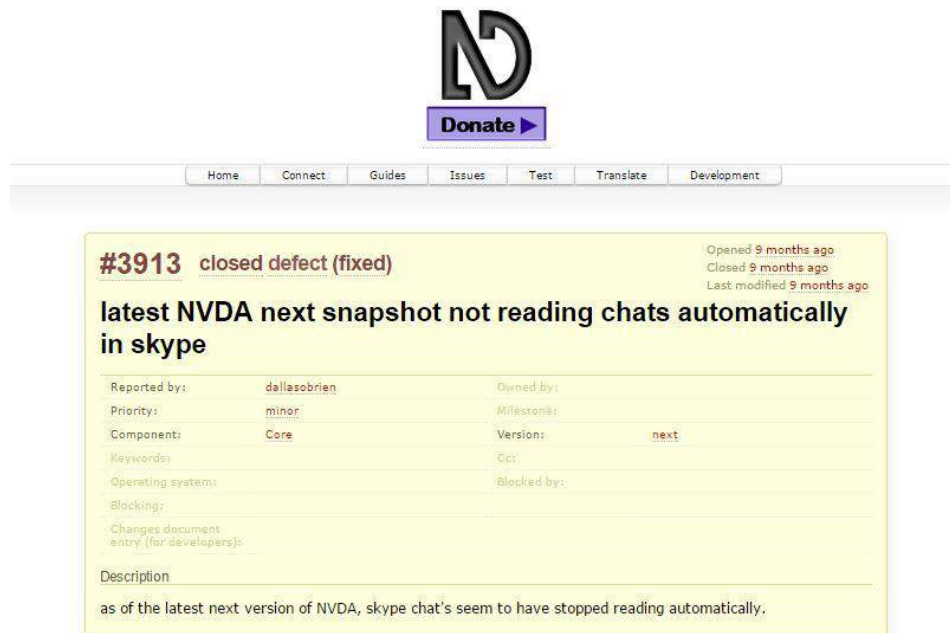 Donate
Home Connect Guides Issues Test Translate Development
#3913 closed defect (fixed)
Opened 9 months ago
Closed 9 months ago
Last modified 9 months ago
latest NVDA next snapshot not reading chats automatically
in skype
Reported by: dallasobrien Owned by:
Priority: minor Milestone:
Component: Core Version: next
Keywords: Cc:
Operating system: Blocked by:
Blocking:
Changes document
entry (for developers):
Description
as of the latest next version of NVDA, skype chat's seem to have stopped reading automatically.